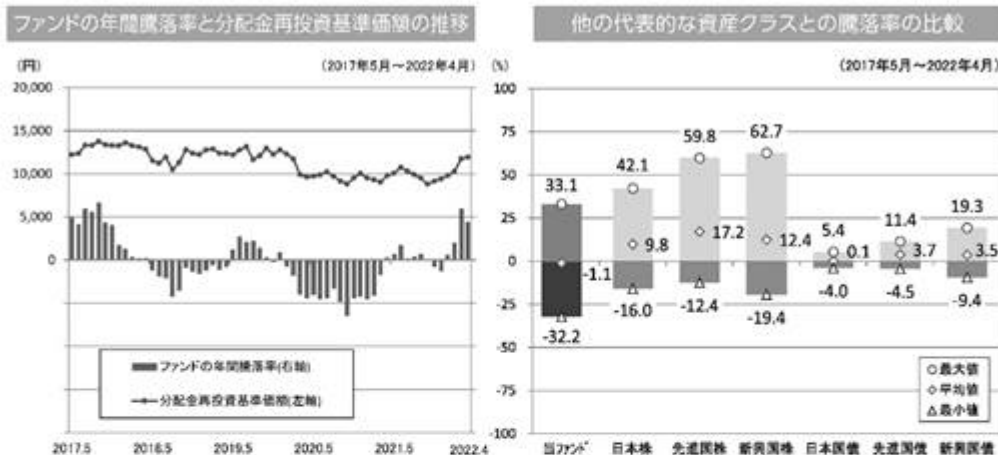 ファンドの年間騰落率と分配金再投資基準価額の推移
(円)
(2017年5月～2022年4月)
20,000
15,000
10,000
5,000
0
ファンドの年間騰落率(右軸)
分配金再投資基準価額(左軸)
2017.5
2018.5
2019.5
2020.5
2021.5
2022.4
他の代表的な資産クラスとの騰落率の比較
(%)
(2017年5月～2022年4月)
100
75
50
25
0
-25
-50
-75
-100
33.1
42.1
59.8
62.7
5.4
11.4
19.3
-1.1
9.8
17.2
12.4
0.1
3.7
3.5
-32.2
-16.0
-12.4
-19.4
-4.0
-4.5
-9.4
最大値
平均値
最小値
当ファンド
日本株
先進国株
新興国株
日本国債
先進国債
新興国債